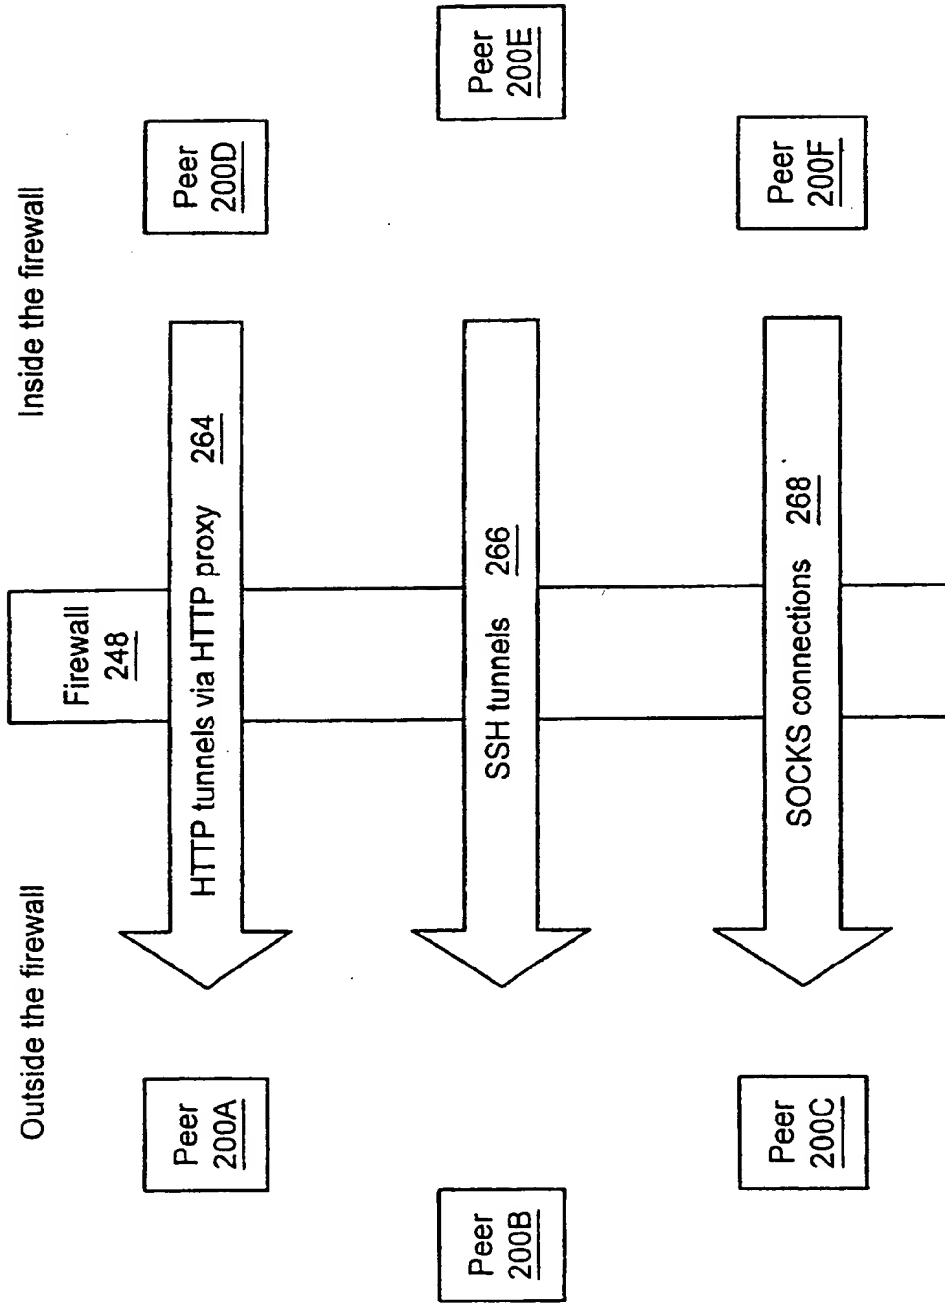 Outside the firewall
Inside the firewall
Firewall
248
Peer
200A
HTTP tunnels via HTTP proxy 264
Peer
200D
Peer
200B
SSH tunnels 266
Peer
200E
Peer
200C
SOCKS connections 268
Peer
200F